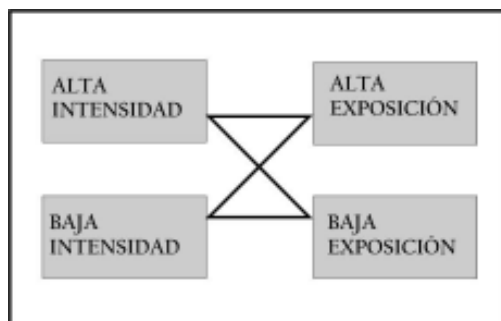 ALTA
INTENSIDAD
ALTA
EXPOSICIÓN
BAJA
INTENSIDAD
BAJA
EXPOSICIÓN